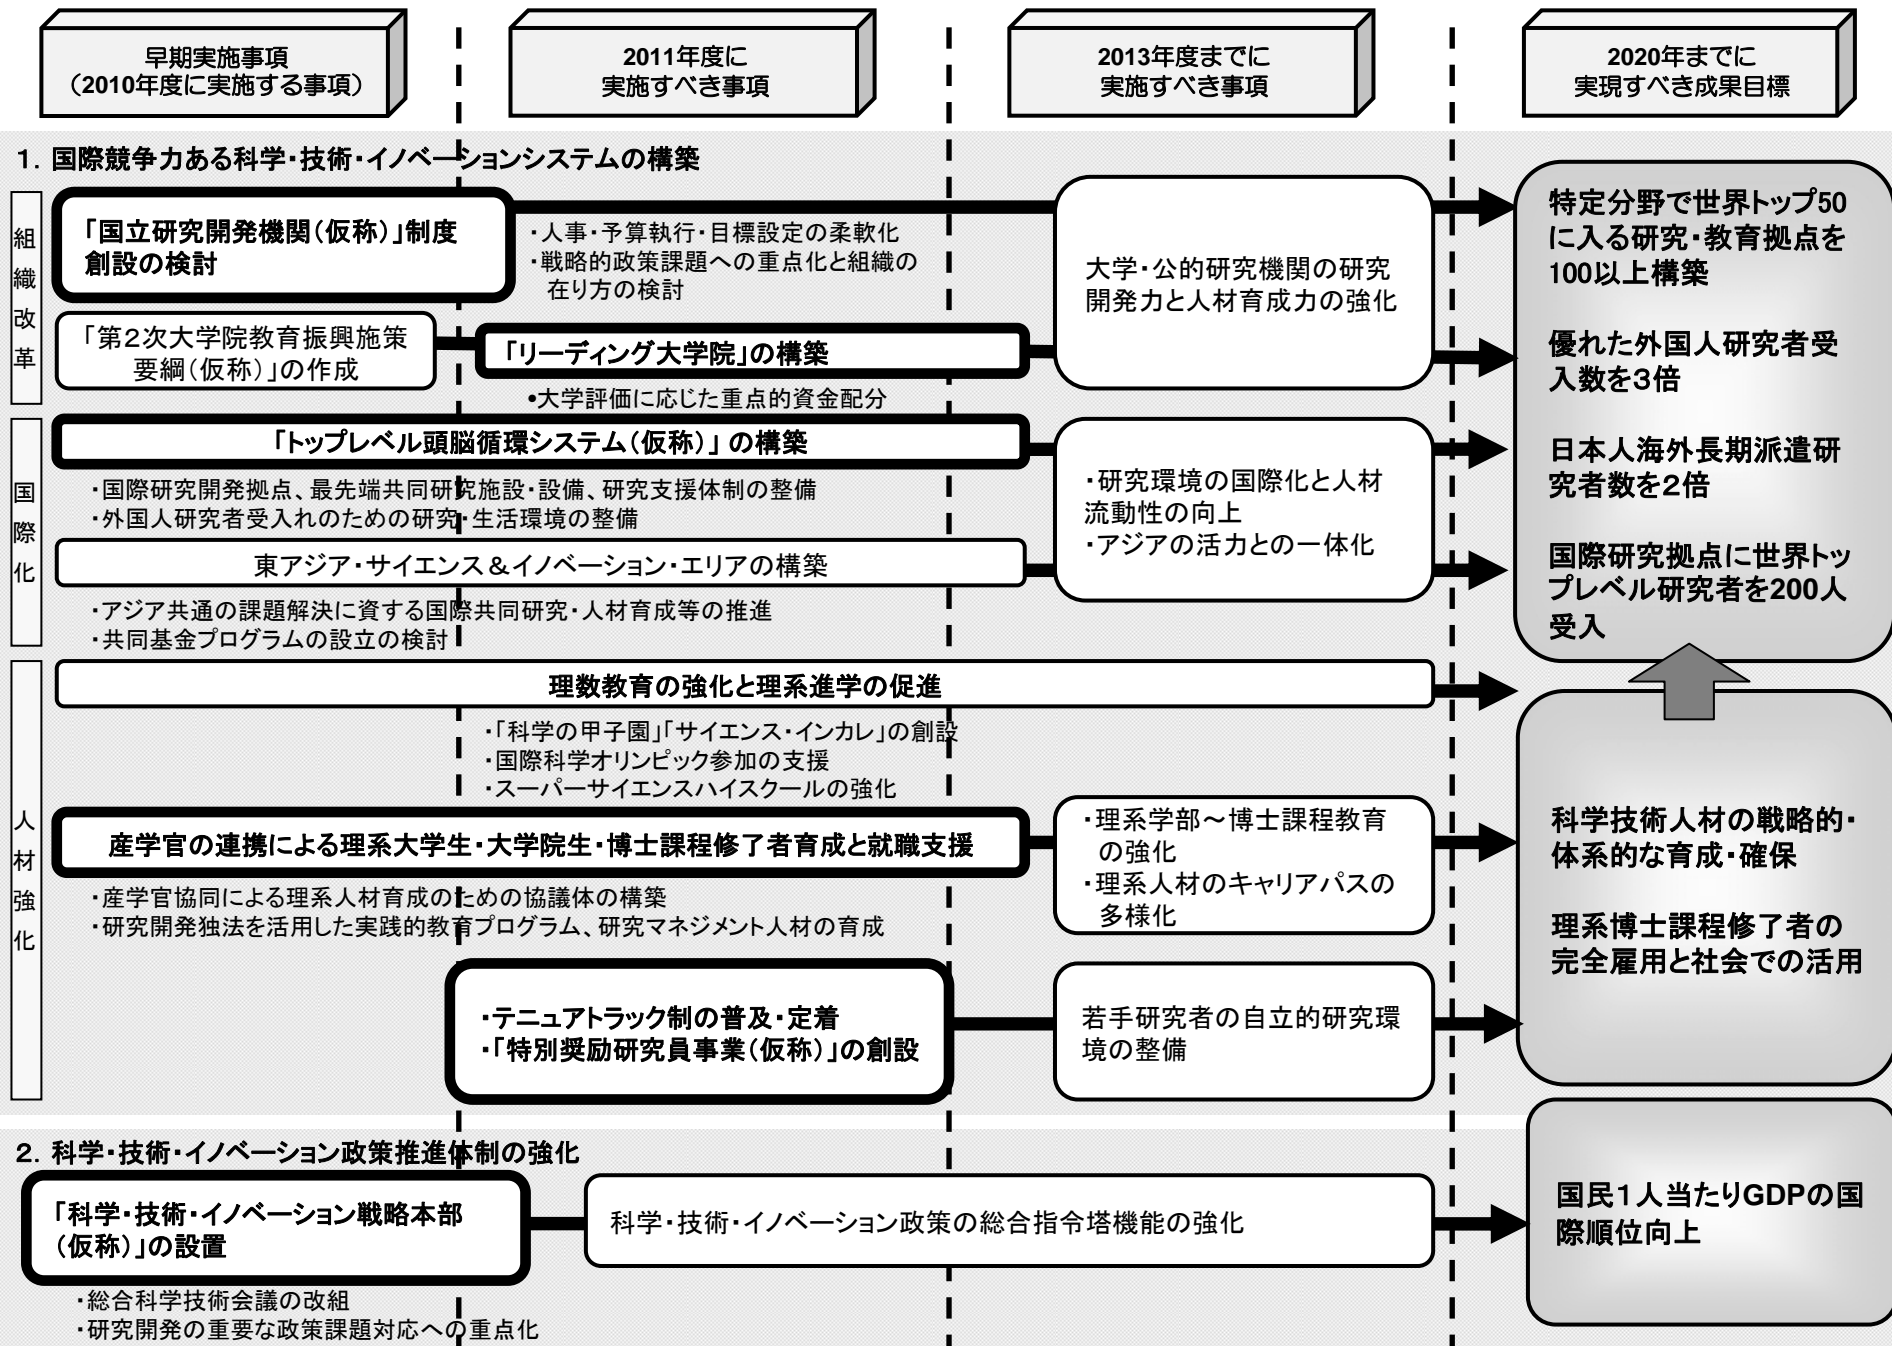 早期実施事項
（2010年度に実施する事項）
2011年度に
実施すべき事項
2013年度までに
実施すべき事項
2020年までに
実現すべき成果目標
１．国際競争力ある科学・技術・イノベーションシステムの構築
組織改革
「国立研究開発機関（仮称）」制度
創設の検討
・人事・予算執行・目標設定の柔軟化
・戦略的政策課題への重点化と組織の
在り方の検討
「第２次大学院教育振興施策
要綱（仮称）」の作成
「リーディング大学院」の構築
•大学評価に応じた重点的資金配分
大学・公的研究機関の研究
開発力と人材育成力の強化
特定分野で世界トップ50
に入る研究・教育拠点を
100以上構築
優れた外国人研究者受
入数を３倍
日本人海外長期派遣研
究者数を２倍
国際研究拠点に世界トッ
プレベル研究者を200人
受入
国際化
「トップレベル頭脳循環システム（仮称）」 の構築
・国際研究開発拠点、最先端共同研究施設・設備、研究支援体制の整備
・外国人研究者受入れのための研究・生活環境の整備
東アジア・サイエンス＆イノベーション・エリアの構築
・アジア共通の課題解決に資する国際共同研究・人材育成等の推進
・共同基金プログラムの設立の検討
・研究環境の国際化と人材
流動性の向上
・アジアの活力との一体化
人材強化
理数教育の強化と理系進学の促進
・「科学の甲子園」「サイエンス・インカレ」の創設
・国際科学オリンピック参加の支援
・スーパーサイエンスハイスクールの強化
産学官の連携による理系大学生・大学院生・博士課程修了者育成と就職支援
・産学官協同による理系人材育成のための協議体の構築
・研究開発独法を活用した実践的教育プログラム、研究マネジメント人材の育成
・理系学部～博士課程教育
の強化
・理系人材のキャリアパスの
多様化
・テニュアトラック制の普及・定着
・「特別奨励研究員事業（仮称）」の創設
若手研究者の自立的研究環
境の整備
科学技術人材の戦略的・
体系的な育成・確保
理系博士課程修了者の
完全雇用と社会での活用
２．科学・技術・イノベーション政策推進体制の強化
「科学・技術・イノベーション戦略本部
（仮称）」の設置
・総合科学技術会議の改組
・研究開発の重要な政策課題対応への重点化
科学・技術・イノベーション政策の総合指令塔機能の強化
国民１人当たりGDPの国
際順位向上